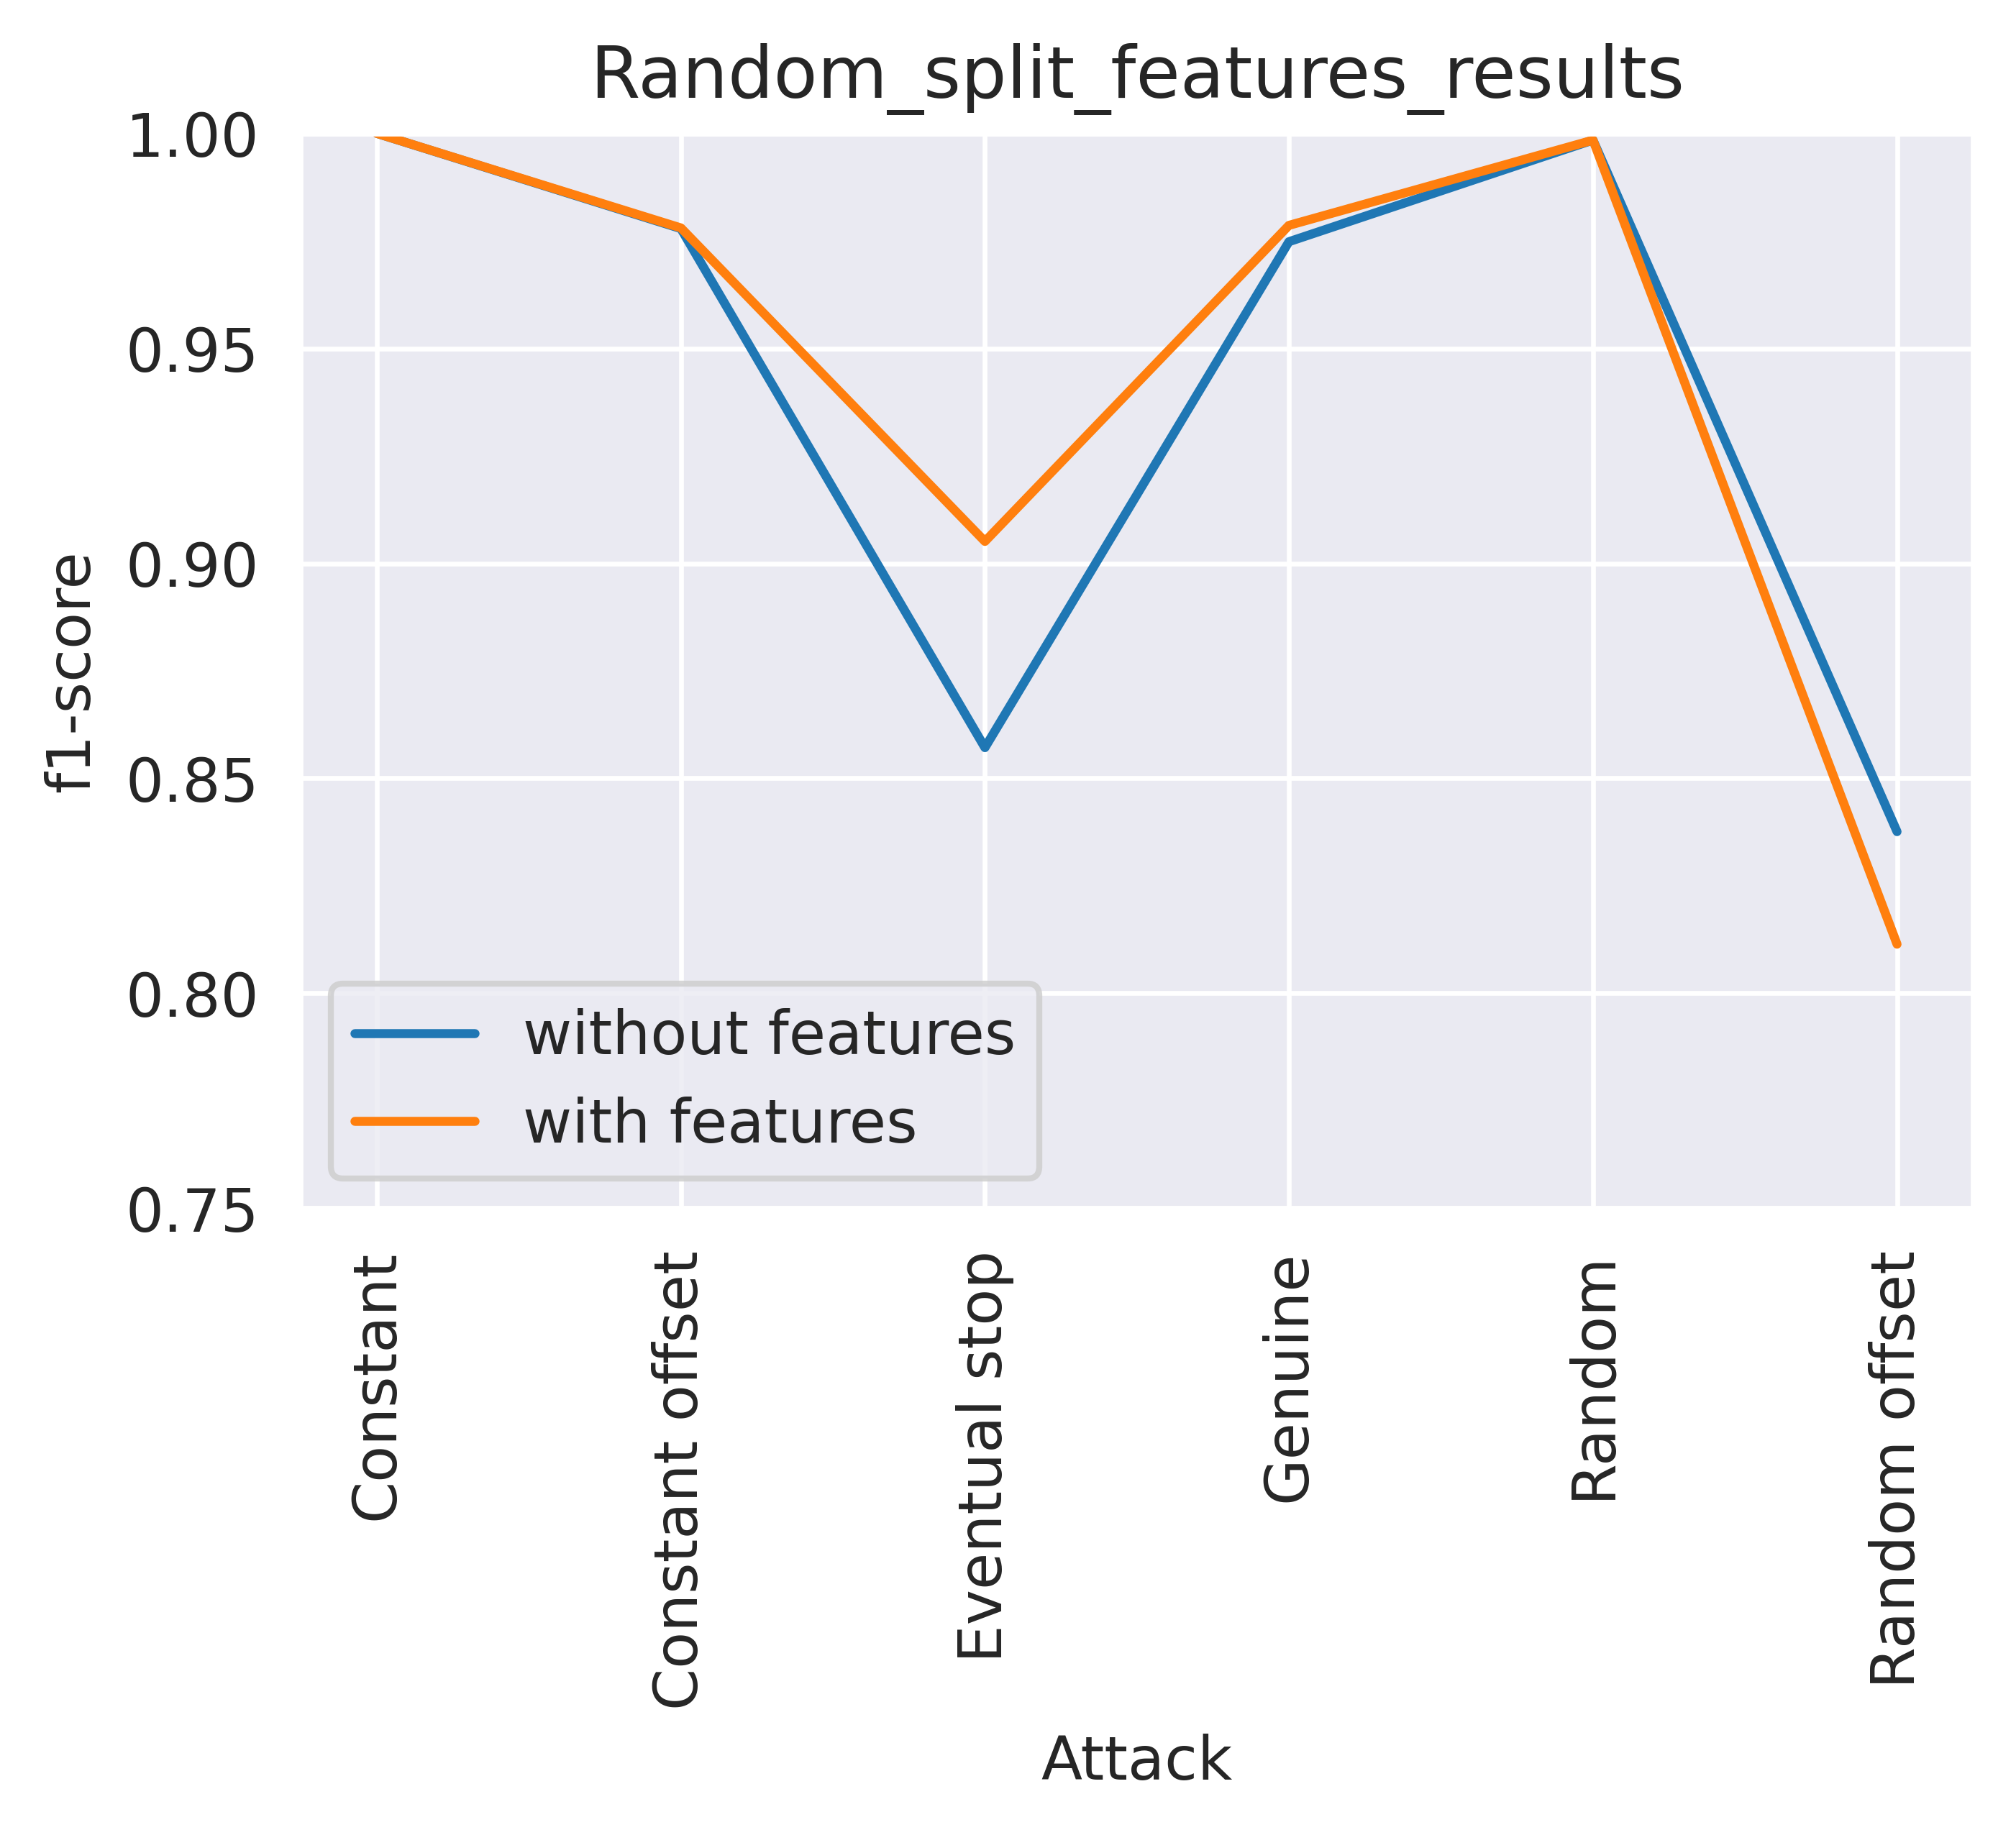 Random_split_features_results
1.00
0.95
0.90
0.85
0.80
0.75
f1-score
without features
with features
Constant
Constant offset
Eventual stop
Genuine
Random
Random offset
Attack